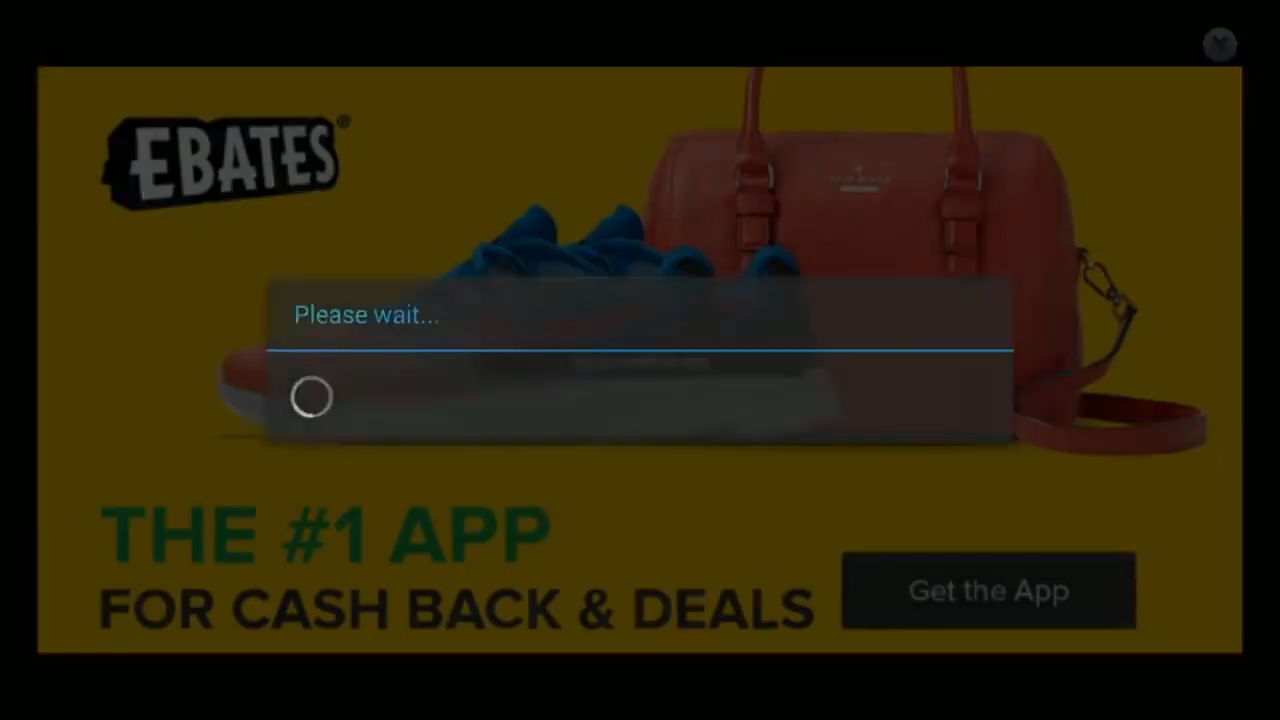 EBATES®
Please wait...
THE #1 APP
FOR CASH BACK & DEALS
Get the App